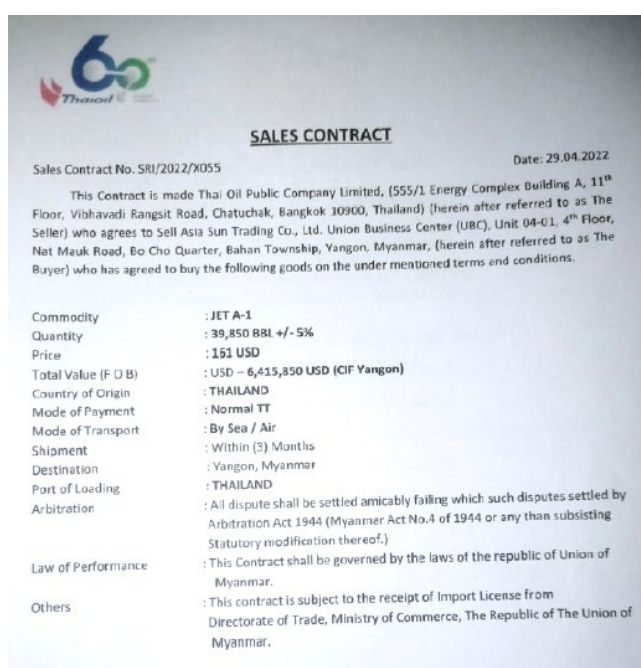 60
Thaioil
SALES CONTRACT
Sales Contract No. SRI/2022/X055
Date: 29.04.2022
This Contract is made Thai Oil Public Company Limited, (555/1 Energy Complex Building A, 11th
Floor, Vibhavadi Rangsit Road, Chatuchak, Bangkok 10900, Thailand) (herein after referred to as The
Seller) who agrees to Sell Asia Sun Trading Co., Ltd. Union Business Center (UBC), Unit 04-01, 4th Floor,
Nat Mauk Road, Bo Cho Quarter, Bahan Township, Yangon, Myanmar, (herein after referred to as The
Buyer) who has agreed to buy the following goods on the under mentioned terms and conditions.
Commodity : JET A-1
Quantity : 39,850 BBL +/- 5%
Price : 161 USD
Total Value (F O B) : USD – 6,415,850 USD (CIF Yangon)
Country of Origin : THAILAND
Mode of Payment : Normal TT
Mode of Transport : By Sea / Air
Shipment : Within (3) Months
Destination : Yangon, Myanmar
Port of Loading : THAILAND
Arbitration : All dispute shall be settled amicably failing which such disputes settled by
Arbitration Act 1944 (Myanmar Act No.4 of 1944 or any than subsisting
Statutory modification thereof.)
Law of Performance : This Contract shall be governed by the laws of the republic of Union of
Myanmar.
Others : This contract is subject to the receipt of Import License from
Directorate of Trade, Ministry of Commerce, The Republic of The Union of
Myanmar.